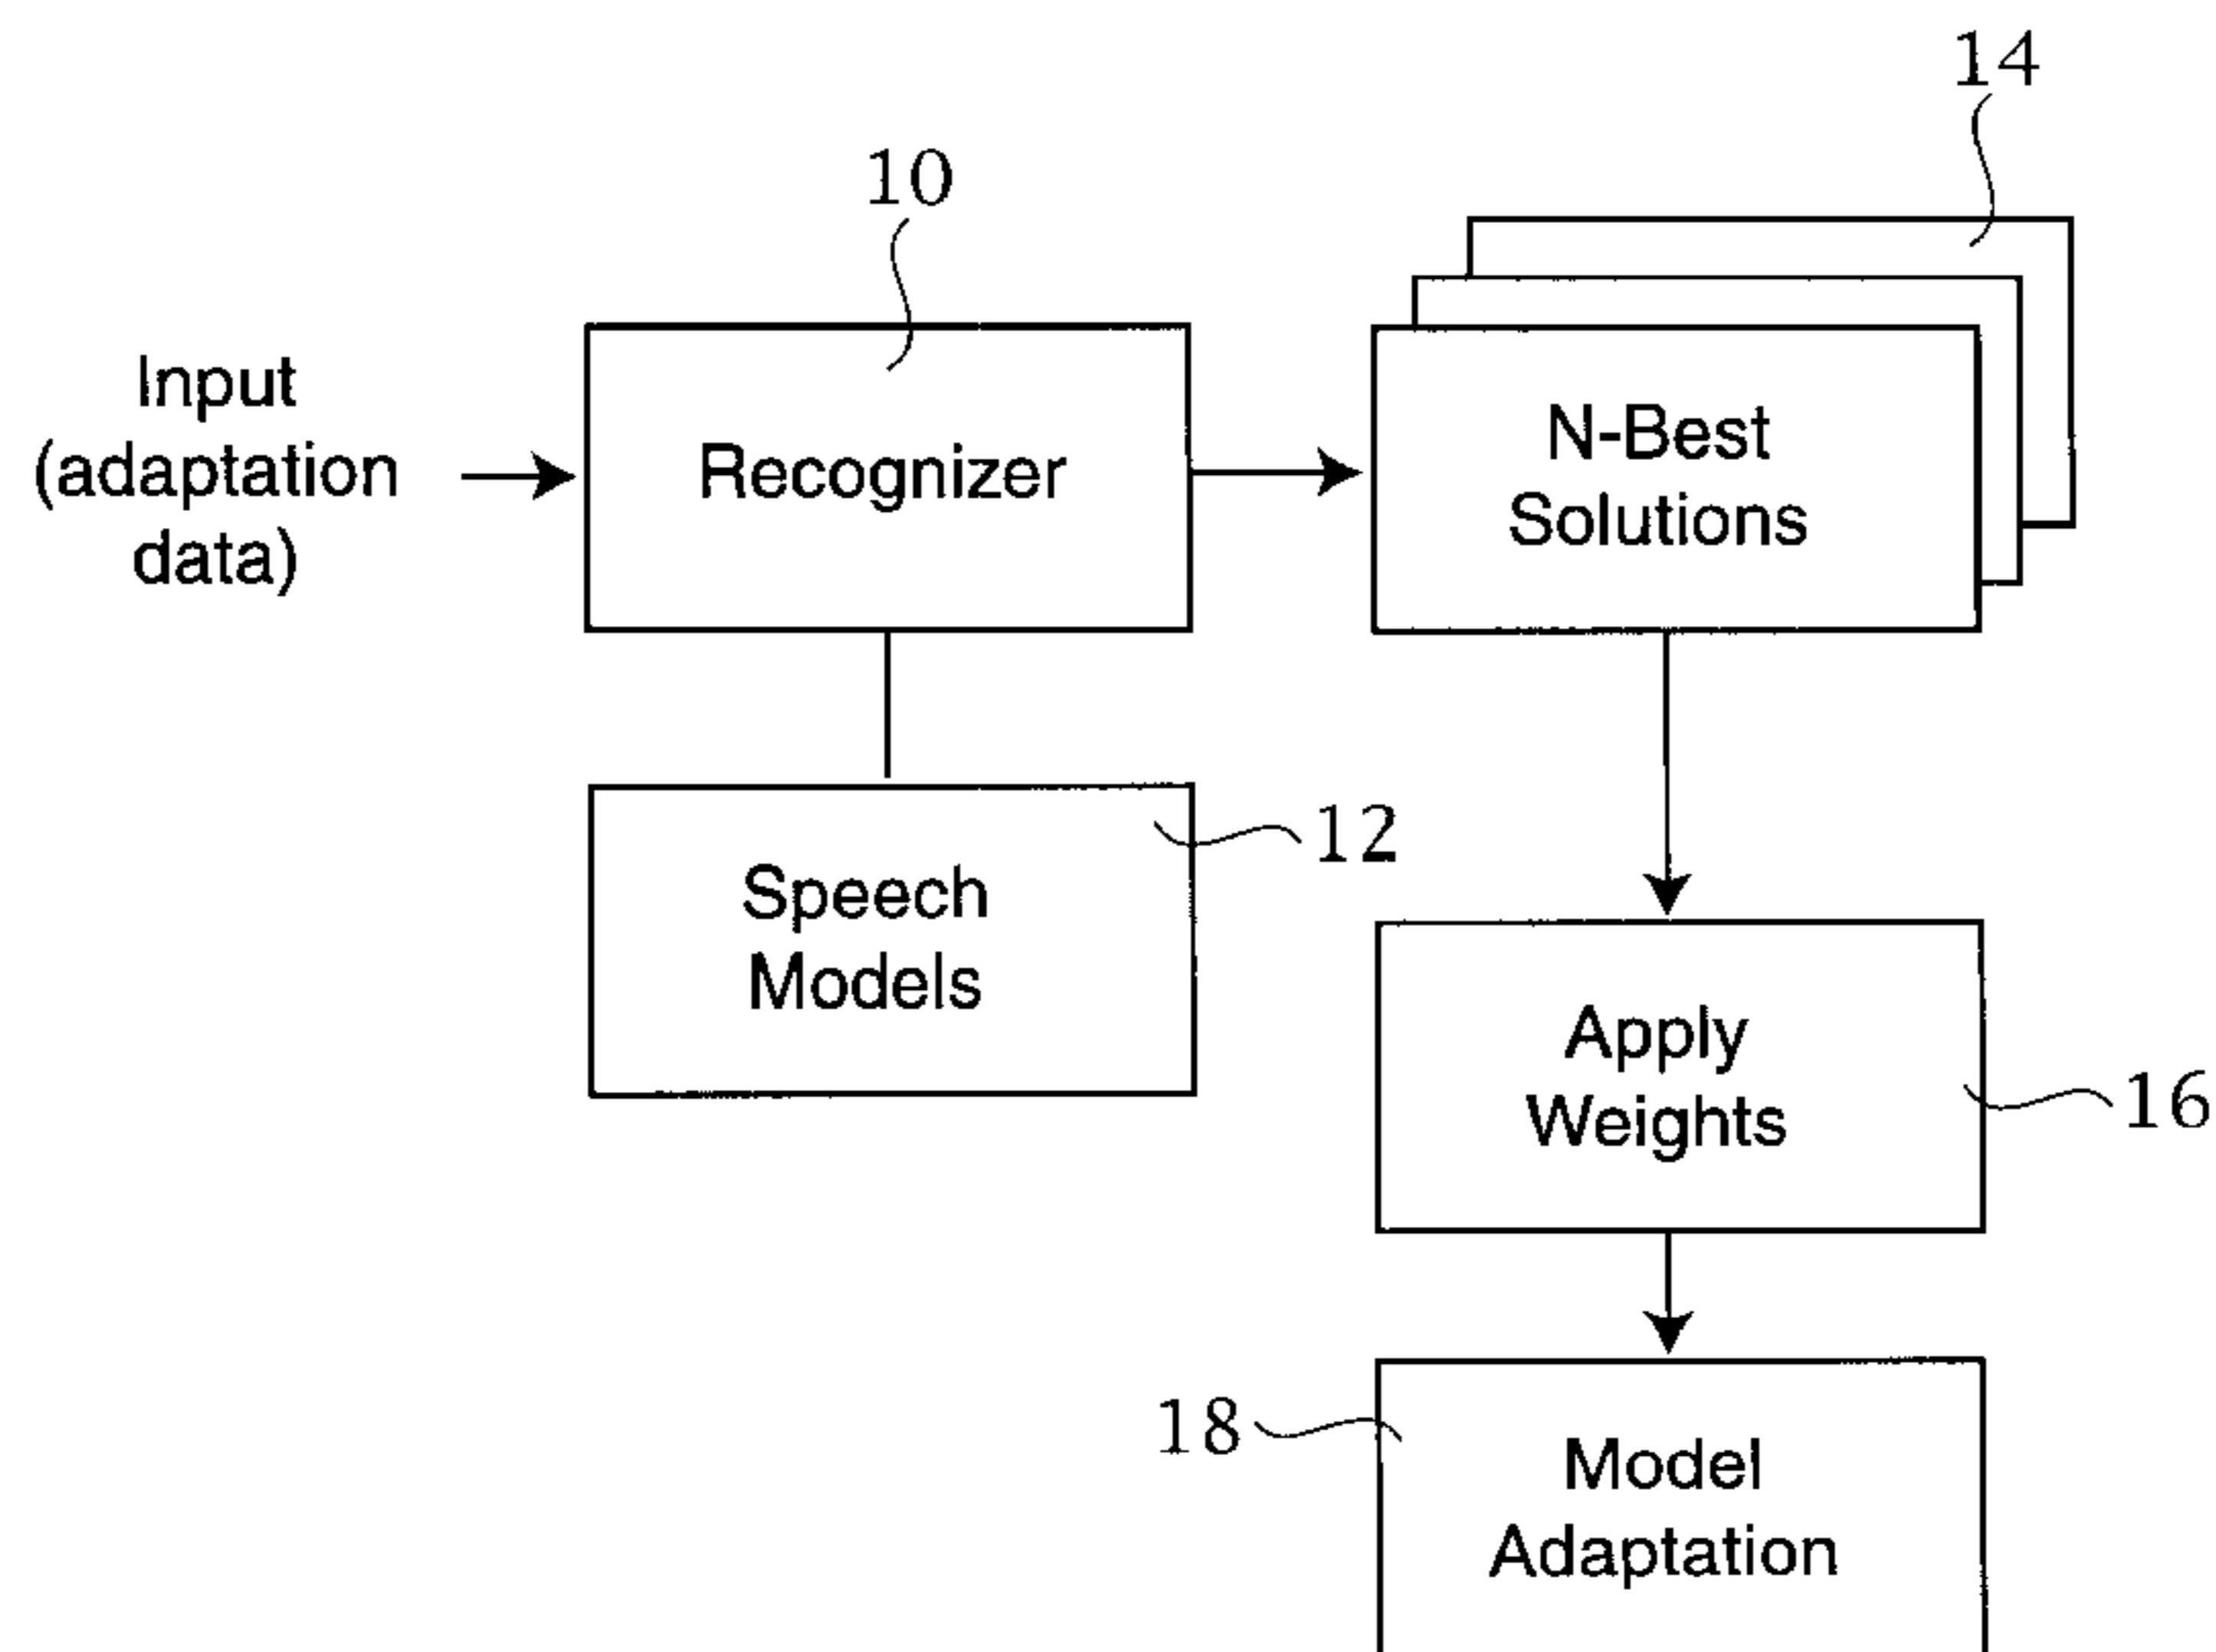 14
10
Input
(adaptation
data)
Recognizer
N-Best
Solutions
12
Speech
Models
Apply
Weights
16
18
Model
Adaptation